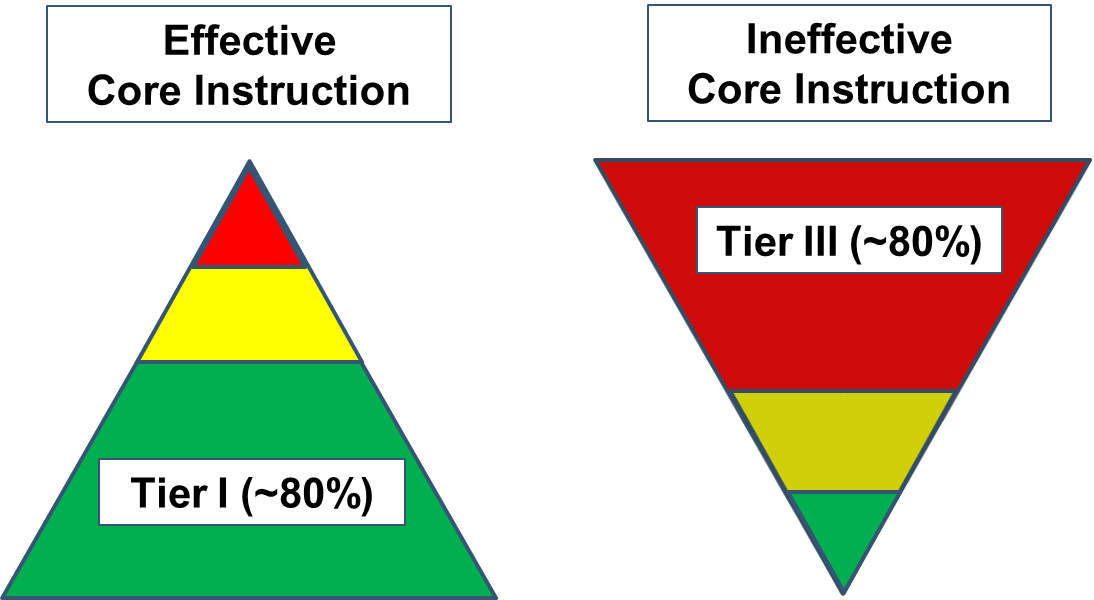 Effective
Core Instruction
Ineffective
Core Instruction
Tier III (~80%)
Tier I (~80%)